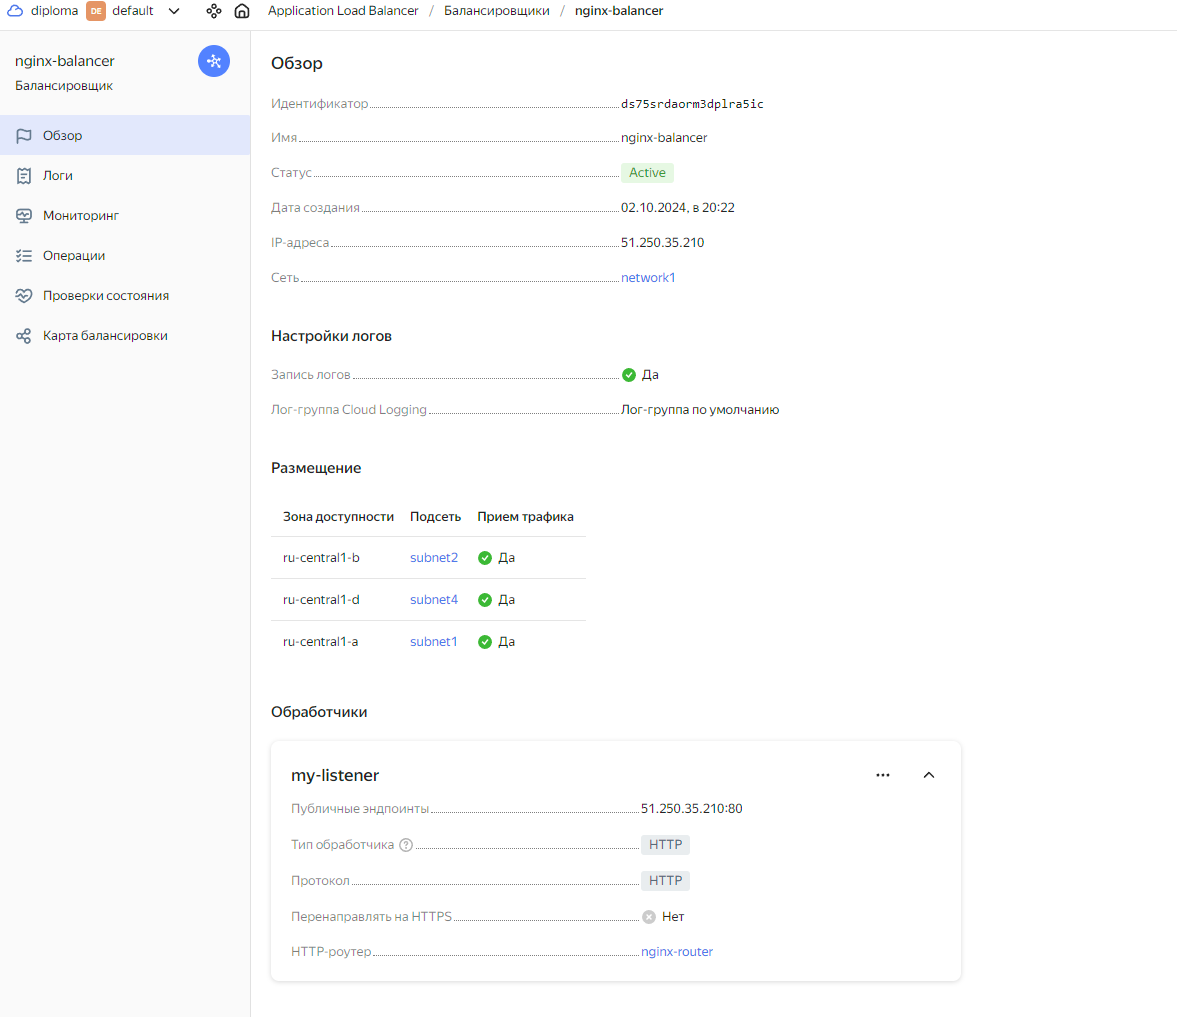 diploma DE default Application Load Balancer / Балансировщики / nginx-balancer
nginx-balancer
Балансировщик
Обзор
Логи
Мониторинг
Операции
Проверки состояния
Карта балансировки
Обзор
Идентификатор ds75srdaorm3dplra5ic
Имя nginx-balancer
Статус Active
Дата создания 02.10.2024, в 20:22
IP-адреса 51.250.35.210
Сеть network1
Настройки логов
Запись логов Да
Лог-группа Cloud Logging Лог-группа по умолчанию
Размещение
Зона доступности Подсеть Прием трафика
ru-central1-b subnet2 Да
ru-central1-d subnet4 Да
ru-central1-a subnet1 Да
Обработчики
my-listener
Публичные эндпоинты 51.250.35.210:80
Тип обработчика HTTP
Протокол HTTP
Перенаправлять на HTTPS Нет
HTTP-роутер nginx-router